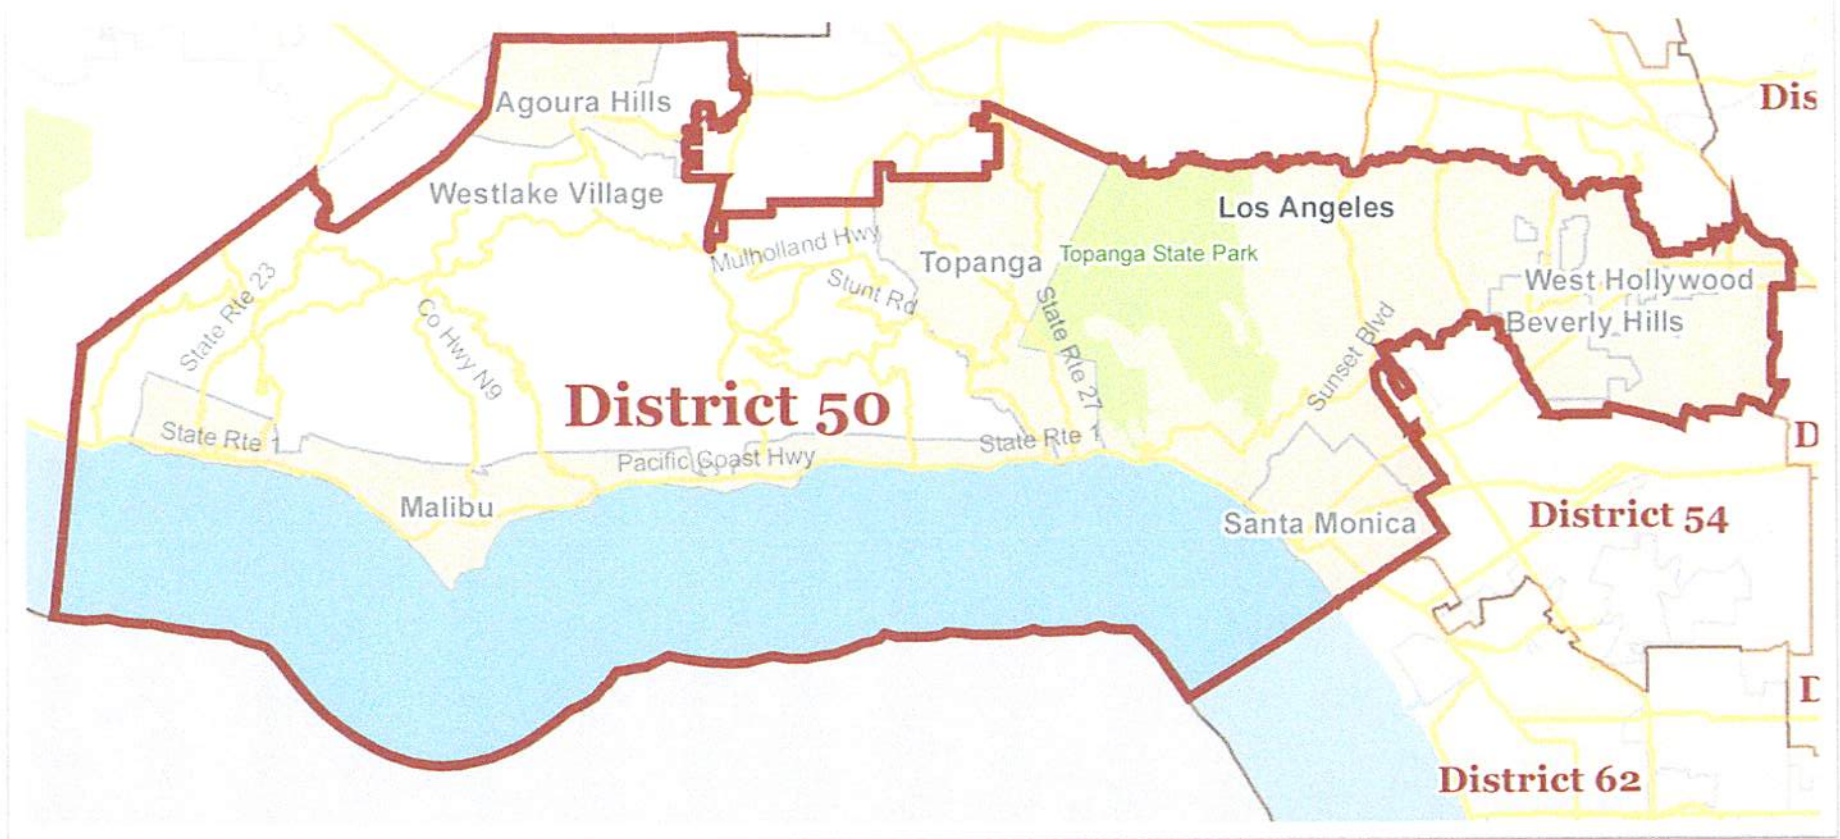 Dis
Agoura Hills
Westlake Village
Los Angeles
Mulholland Hwy
Topanga
Topanga State Park
State Rte 23
Stunt Rd
West Hollywood
Beverly Hills
Co Hwy N9
State Rte 27
Sunset Blvd
District 50
State Rte 1
State Rte 1
Pacific Coast Hwy
D
Malibu
Santa Monica
District 54
D
District 62